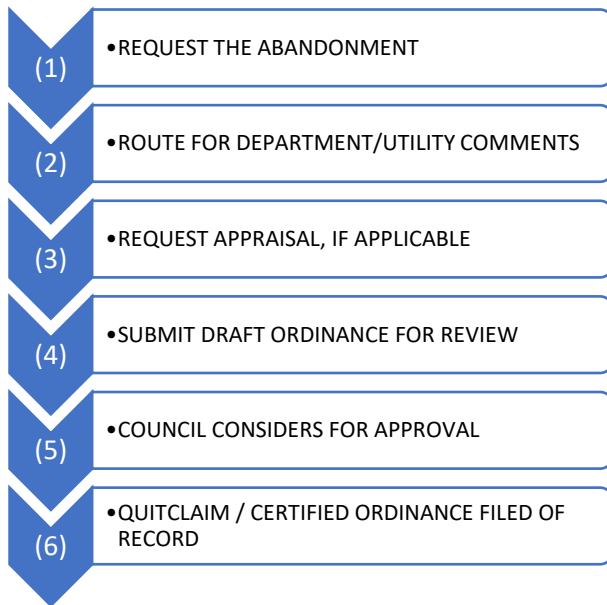 (1)
•REQUEST THE ABANDONMENT
(2)
•ROUTE FOR DEPARTMENT/UTILITY COMMENTS
(3)
•REQUEST APPRAISAL, IF APPLICABLE
(4)
•SUBMIT DRAFT ORDINANCE FOR REVIEW
(5)
•COUNCIL CONSIDERS FOR APPROVAL
(6)
•QUITCLAIM / CERTIFIED ORDINANCE FILED OF
RECORD